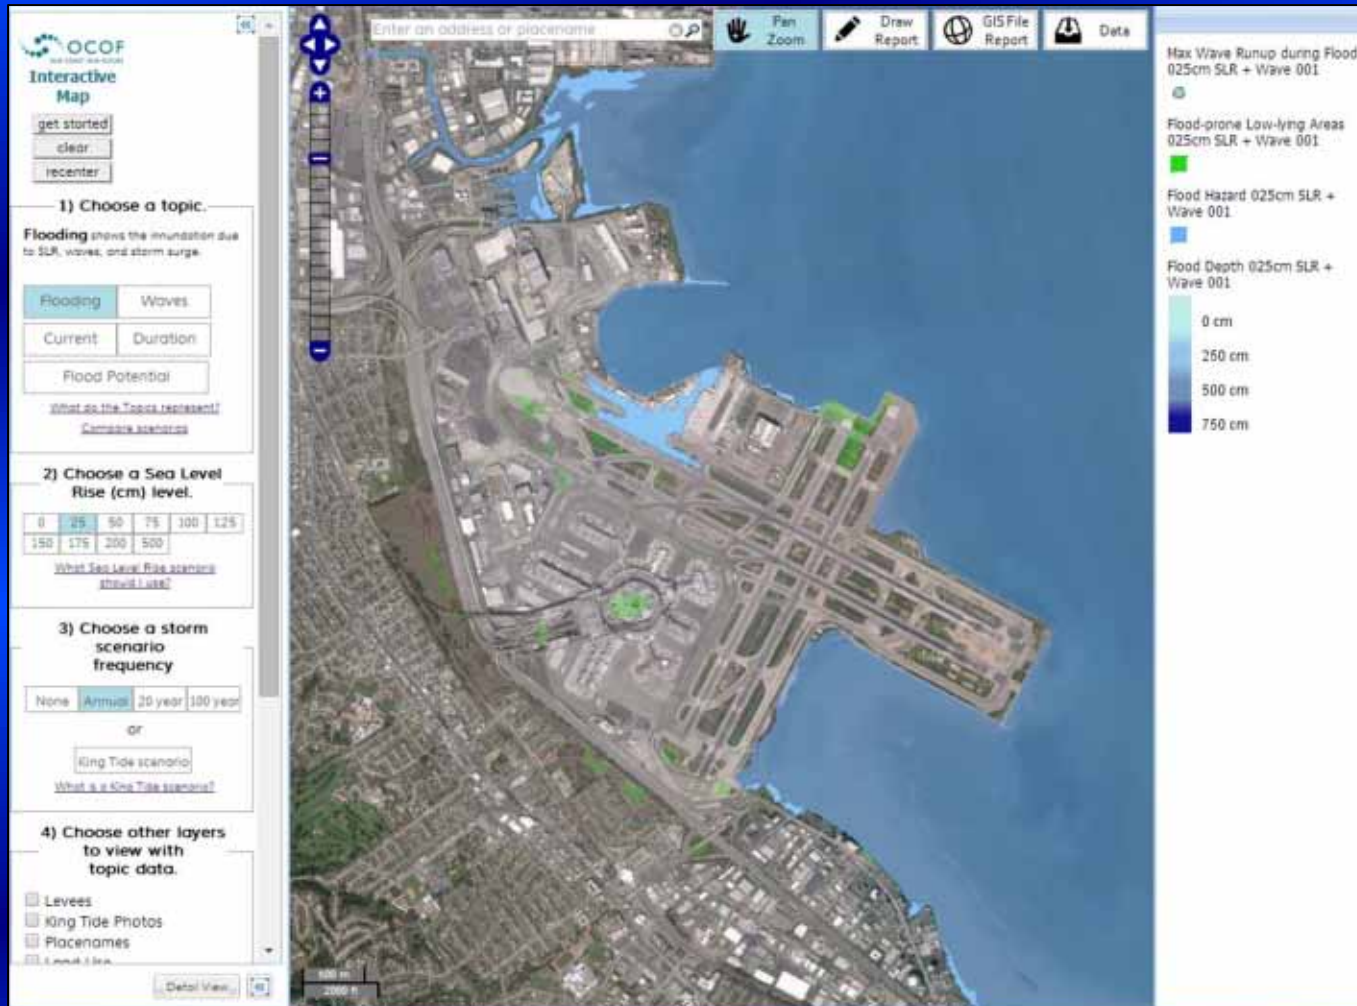 OCOF
OUR COAST OUR FUTURE
Interactive
Map
get started
clear
recenter
1) Choose a topic.
Flooding shows the innundation due
to SLR, waves, and storm surge.
Flooding Waves
Current Duration
Flood Potential
What do the Topics represent?
Compare scenarios
2) Choose a Sea Level
Rise (cm) level.
0 25 50 75 100 125
150 175 200 500
What Sea Level Rise scenario
should I use?
3) Choose a storm
scenario
frequency
None Annual 20 year 100 year
or
King Tide scenario
What is a King Tide scenario?
4) Choose other layers
to view with
topic data.
Levees
King Tide Photos
Placenames
Land Use
Detail View
Enter an address or placename
Pan
Zoom
Draw
Report
GIS File
Report
Data
500 m
2000 ft
Max Wave Runup during Flood
025cm SLR + Wave 001
Flood-prone Low-lying Areas
025cm SLR + Wave 001
Flood Hazard 025cm SLR +
Wave 001
Flood Depth 025cm SLR +
Wave 001
0 cm
250 cm
500 cm
750 cm